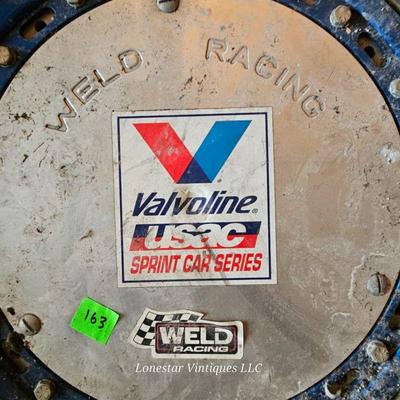 WELD RACING
Valvoline®
usac
SPRINT CAR SERIES
163
WELD
RACING
Lonestar Vintiques LLC